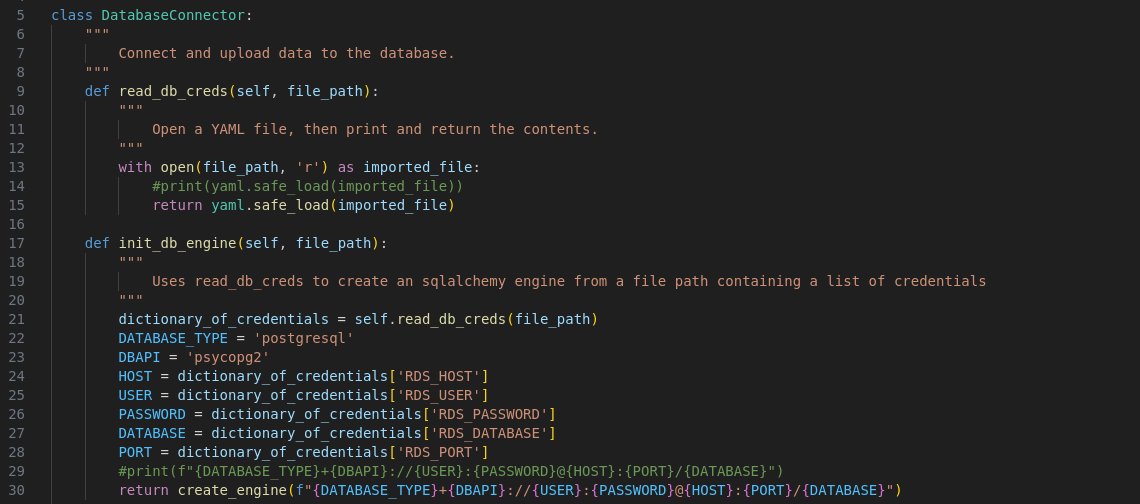 5 class DatabaseConnector:
6     """
7         Connect and upload data to the database.
8     """
9     def read_db_creds(self, file_path):
10         """
11             Open a YAML file, then print and return the contents.
12         """
13         with open(file_path, 'r') as imported_file:
14             #print(yaml.safe_load(imported_file))
15             return yaml.safe_load(imported_file)
16
17     def init_db_engine(self, file_path):
18         """
19             Uses read_db_creds to create an sqlalchemy engine from a file path containing a list of credentials
20         """
21         dictionary_of_credentials = self.read_db_creds(file_path)
22         DATABASE_TYPE = 'postgresql'
23         DBAPI = 'psycopg2'
24         HOST = dictionary_of_credentials['RDS_HOST']
25         USER = dictionary_of_credentials['RDS_USER']
26         PASSWORD = dictionary_of_credentials['RDS_PASSWORD']
27         DATABASE = dictionary_of_credentials['RDS_DATABASE']
28         PORT = dictionary_of_credentials['RDS_PORT']
29         #print(f"{DATABASE_TYPE}+{DBAPI}://{USER}:{PASSWORD}@{HOST}:{PORT}/{DATABASE}")
30         return create_engine(f"{DATABASE_TYPE}+{DBAPI}://{USER}:{PASSWORD}@{HOST}:{PORT}/{DATABASE}")